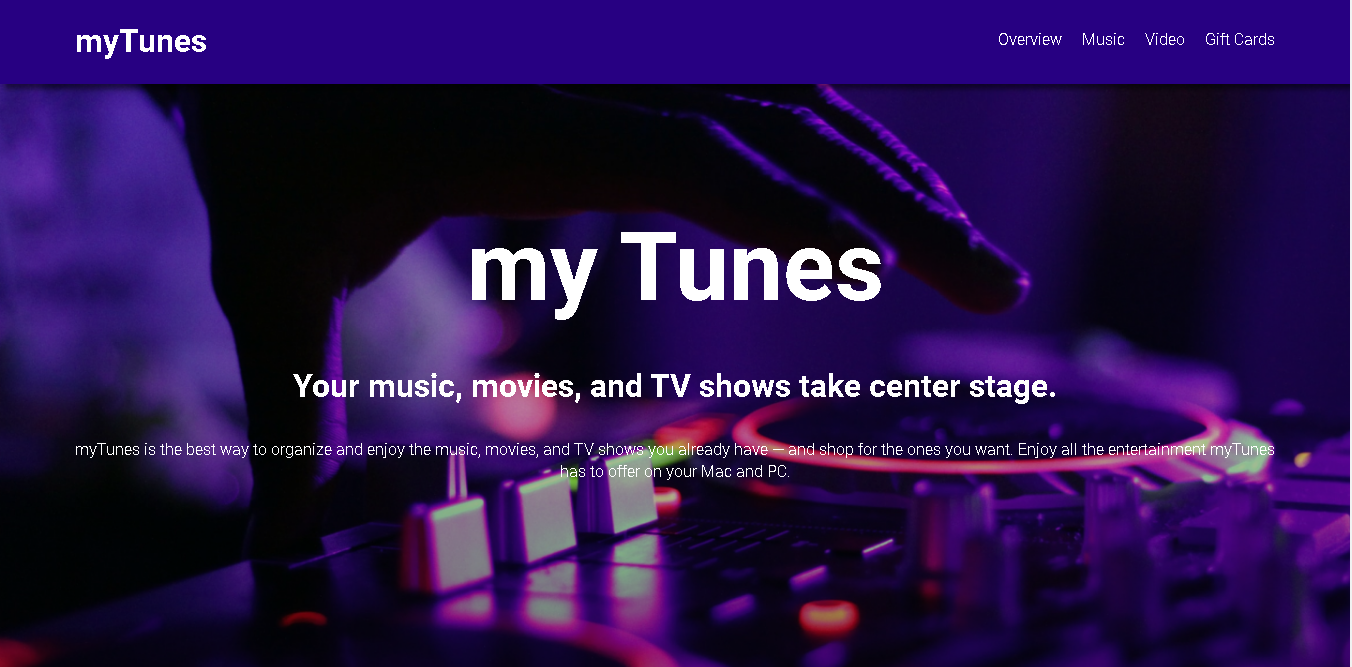 myTunes
Overview Music Video Gift Cards
my Tunes
Your music, movies, and TV shows take center stage.
myTunes is the best way to organize and enjoy the music, movies, and TV shows you already have — and shop for the ones you want. Enjoy all the entertainment myTunes
has to offer on your Mac and PC.